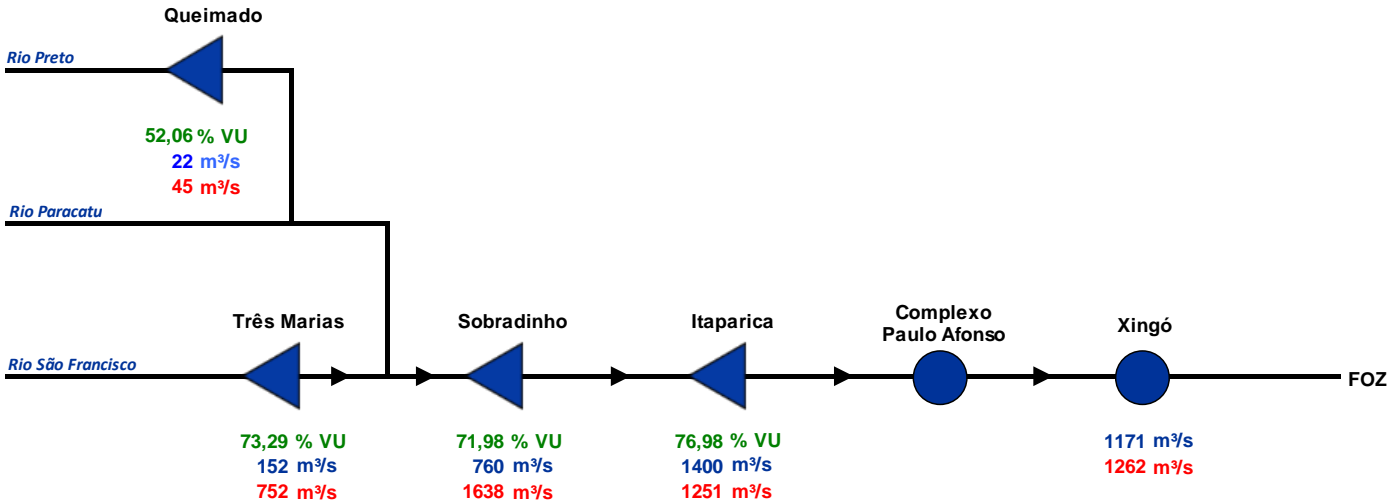 Queimado
Rio Preto
52,06 % VU
22 m³/s
45 m³/s
Rio Paracatu
Três Marias
Sobradinho
Itaparica
Complexo
Paulo Afonso
Xingó
Rio São Francisco
FOZ
73,29 % VU
152 m³/s
752 m³/s
71,98 % VU
760 m³/s
1638 m³/s
76,98 % VU
1400 m³/s
1251 m³/s
1171 m³/s
1262 m³/s